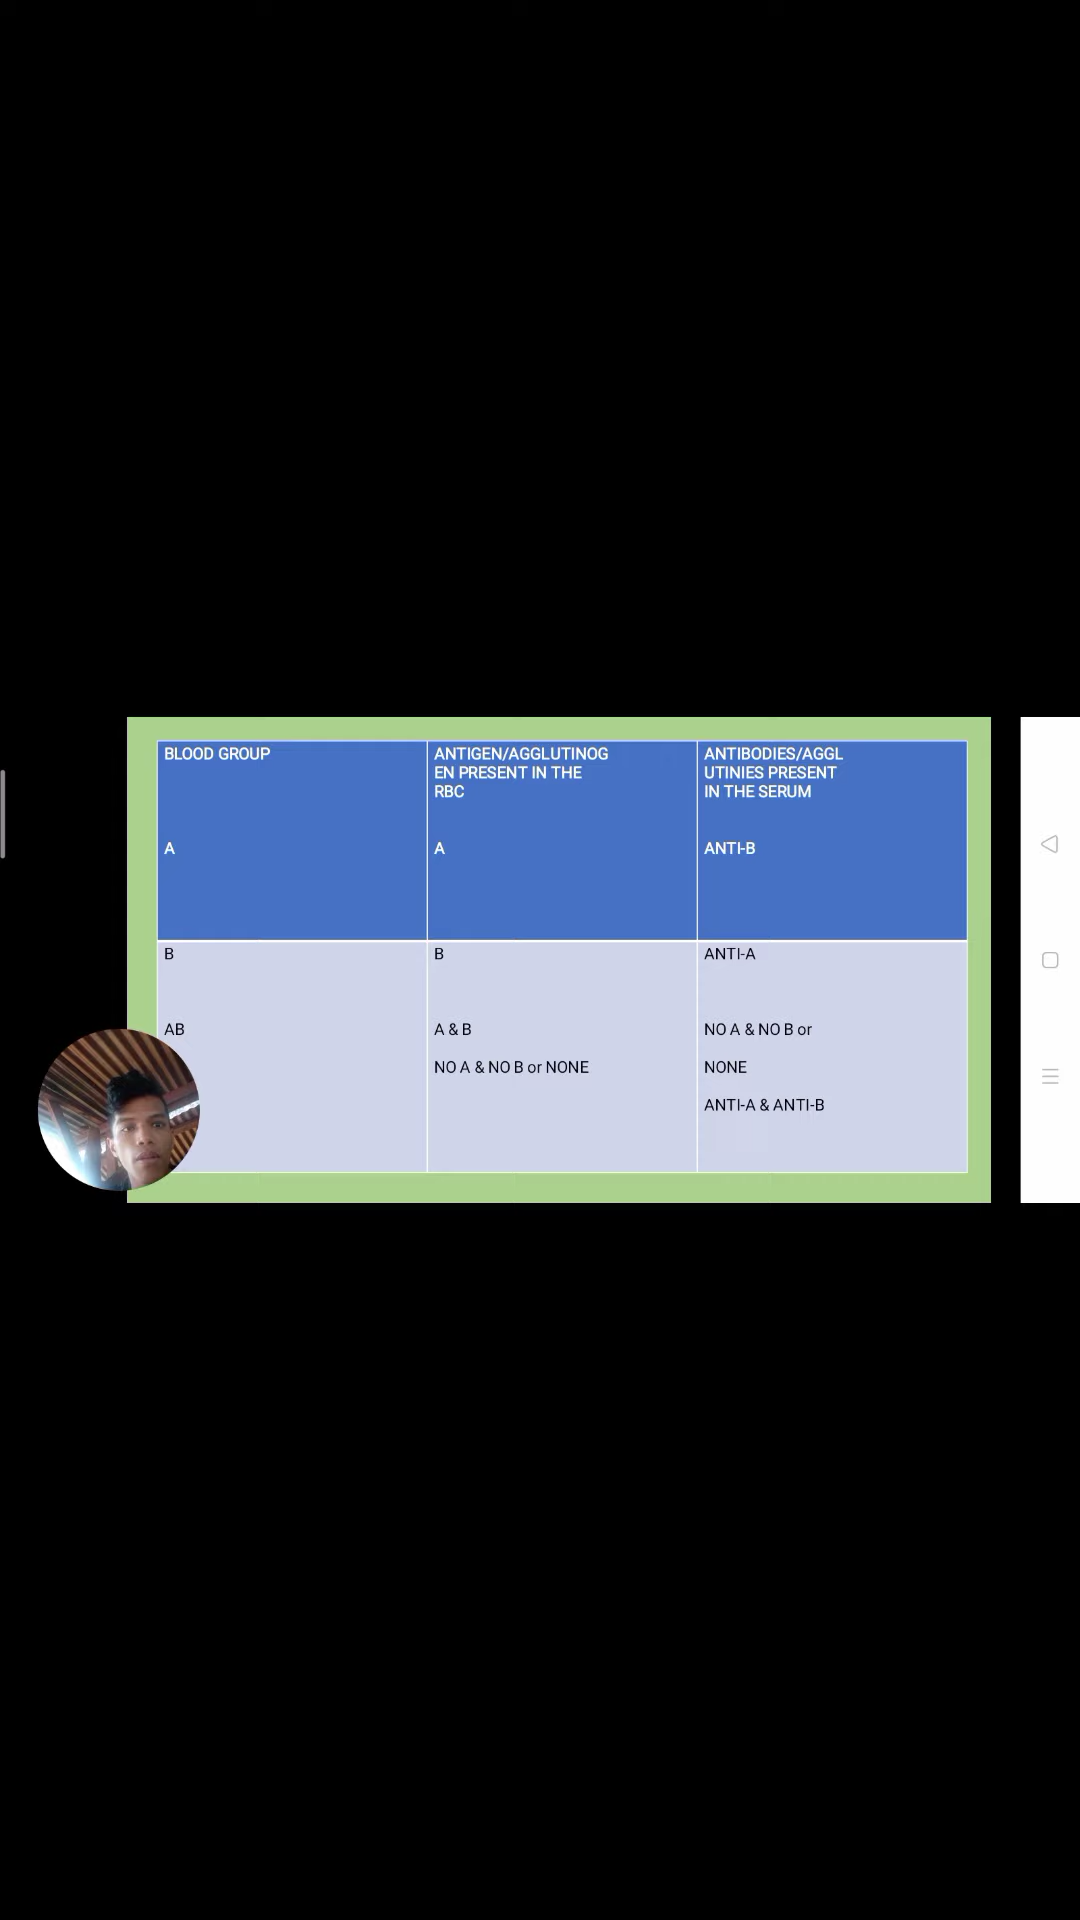 BLOOD GROUP
A
ANTIGEN/AGGLUTINOG
EN PRESENT IN THE
RBC
A
ANTIBODIES/AGGL
UTINIES PRESENT
IN THE SERUM
ANTI-B
B
AB
B
A & B
NO A & NO B or NONE
ANTI-A
NO A & NO B or
NONE
ANTI-A & ANTI-B